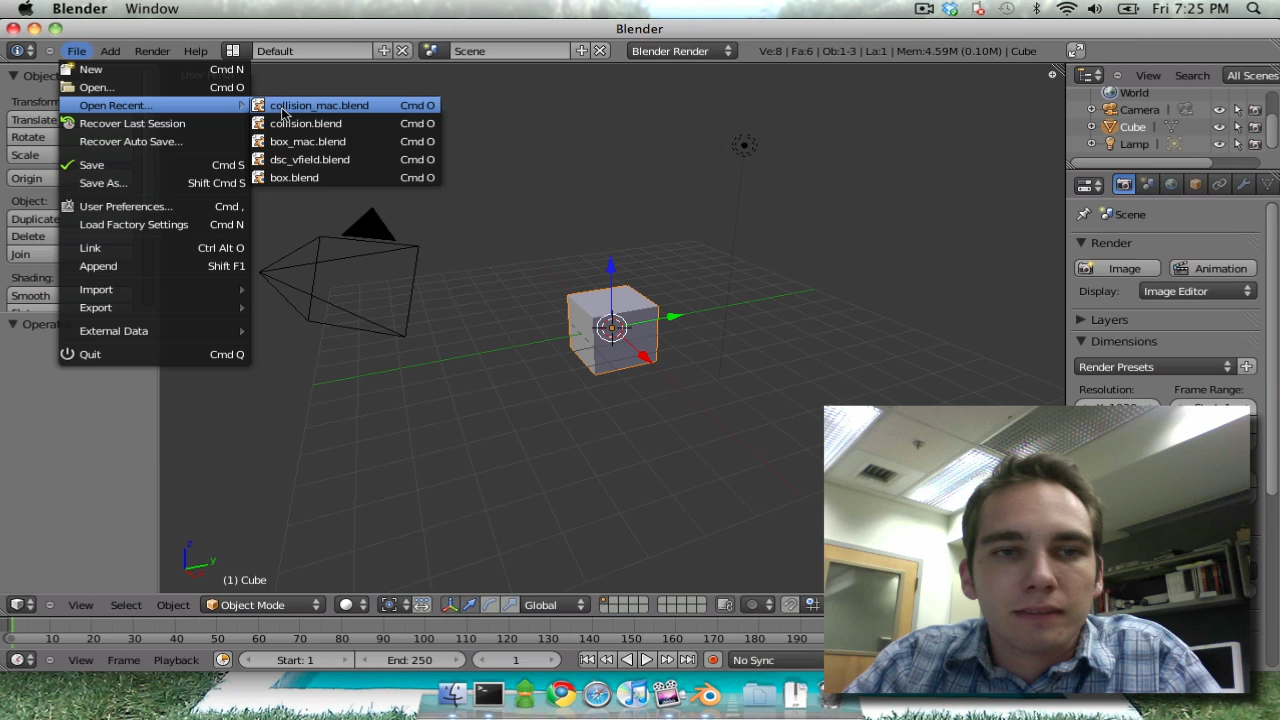 Window
Fri 7:25 PM
Blender
File Add Render Help Default Scene Blender Render Ve:8 | Fa:6 | Ob:1-3 | La:1 | Mem:4.59M (0.10M) | Cube
New Cmd N
Open... Cmd O
Open Recent...
Recover Last Session
Recover Auto Save...
Save Cmd S
Save As... Shift Cmd S
User Preferences... Cmd ,
Load Factory Settings Cmd N
Link Ctrl Alt O
Append Shift F1
Import
Export
External Data
Quit Cmd Q
collision_mac.blend Cmd O
collision.blend Cmd O
box_mac.blend Cmd O
dsc_vfield.blend Cmd O
box.blend Cmd O
Object
Transform
Translate
Rotate
Scale
Origin
Object:
Duplicate
Delete
Join
Shading:
Smooth
Operato
View Search All Scenes
World
Camera
Cube
Lamp
Scene
Render
Image Animation
Display: Image Editor
Layers
Dimensions
Render Presets
Resolution: Frame Range:
z
y
(1) Cube
View Select Object Object Mode Global
10 20 30 40 50 60 70 80 90 100 110 120 130 140 150 160 170 180 190
View Frame Playback Start: 1 End: 250 1 No Sync